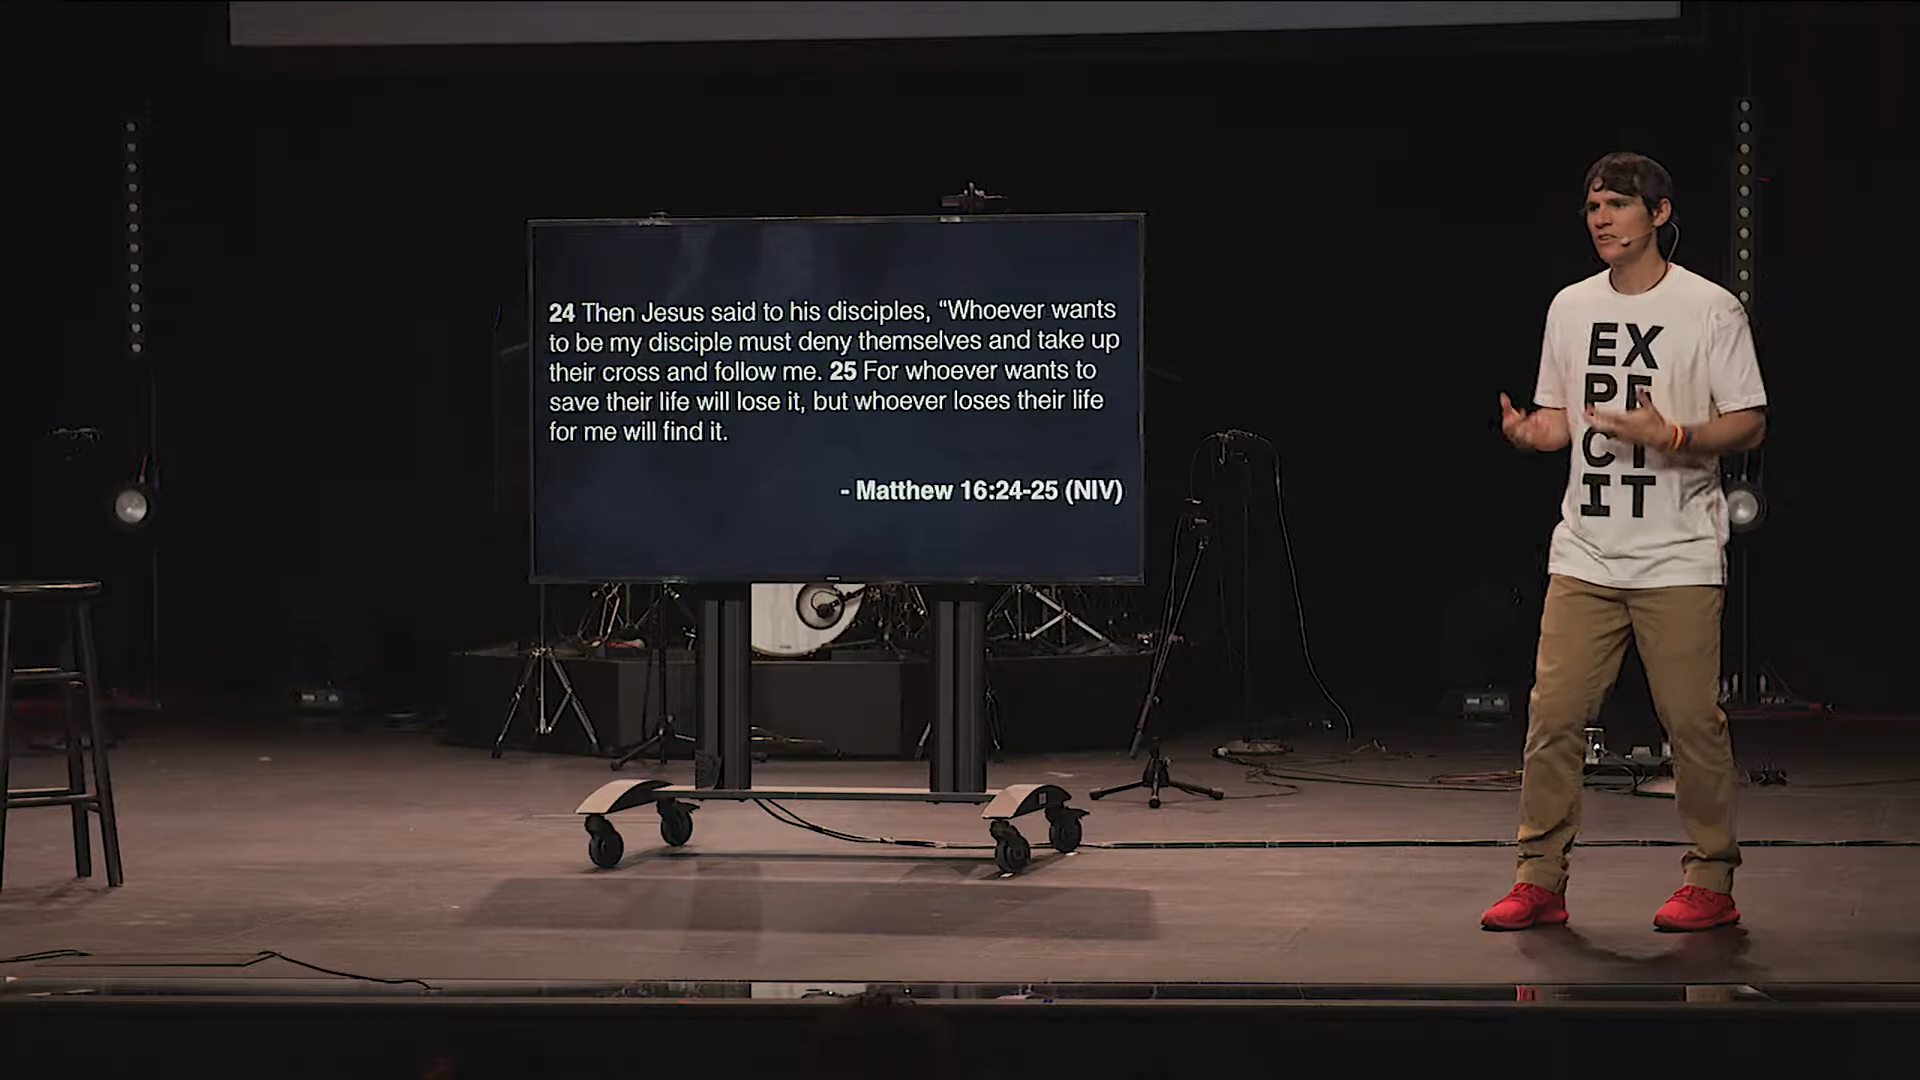 24 Then Jesus said to his disciples, “Whoever wants
to be my disciple must deny themselves and take up
their cross and follow me. 25 For whoever wants to
save their life will lose it, but whoever loses their life
for me will find it.
- Matthew 16:24-25 (NIV)
EX
PE
CT
IT